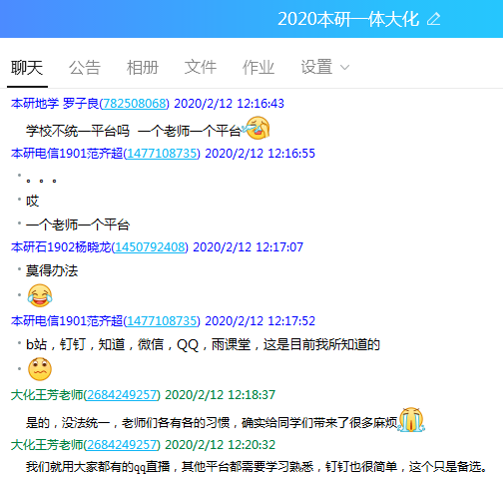 2020本研一体大化
聊天 公告 相册 文件 作业 设置
本研地学 罗子良(782508068) 2020/2/12 12:16:43
学校不统一平台吗 一个老师一个平台
本研电信1901范齐超(1477108735) 2020/2/12 12:16:55
。。。
哎
一个老师一个平台
本研石1902杨晓龙(1450792408) 2020/2/12 12:17:07
莫得办法
本研电信1901范齐超(1477108735) 2020/2/12 12:17:52
b站，钉钉，知道，微信，QQ，雨课堂，这是目前我所知道的
大化王芳老师(2684249257) 2020/2/12 12:18:37
是的，没法统一，老师们各有各的习惯，确实给同学们带来了很多麻烦
大化王芳老师(2684249257) 2020/2/12 12:20:32
我们就用大家都有的qq直播，其他平台都需要学习熟悉，钉钉也很简单，这个只是备选。